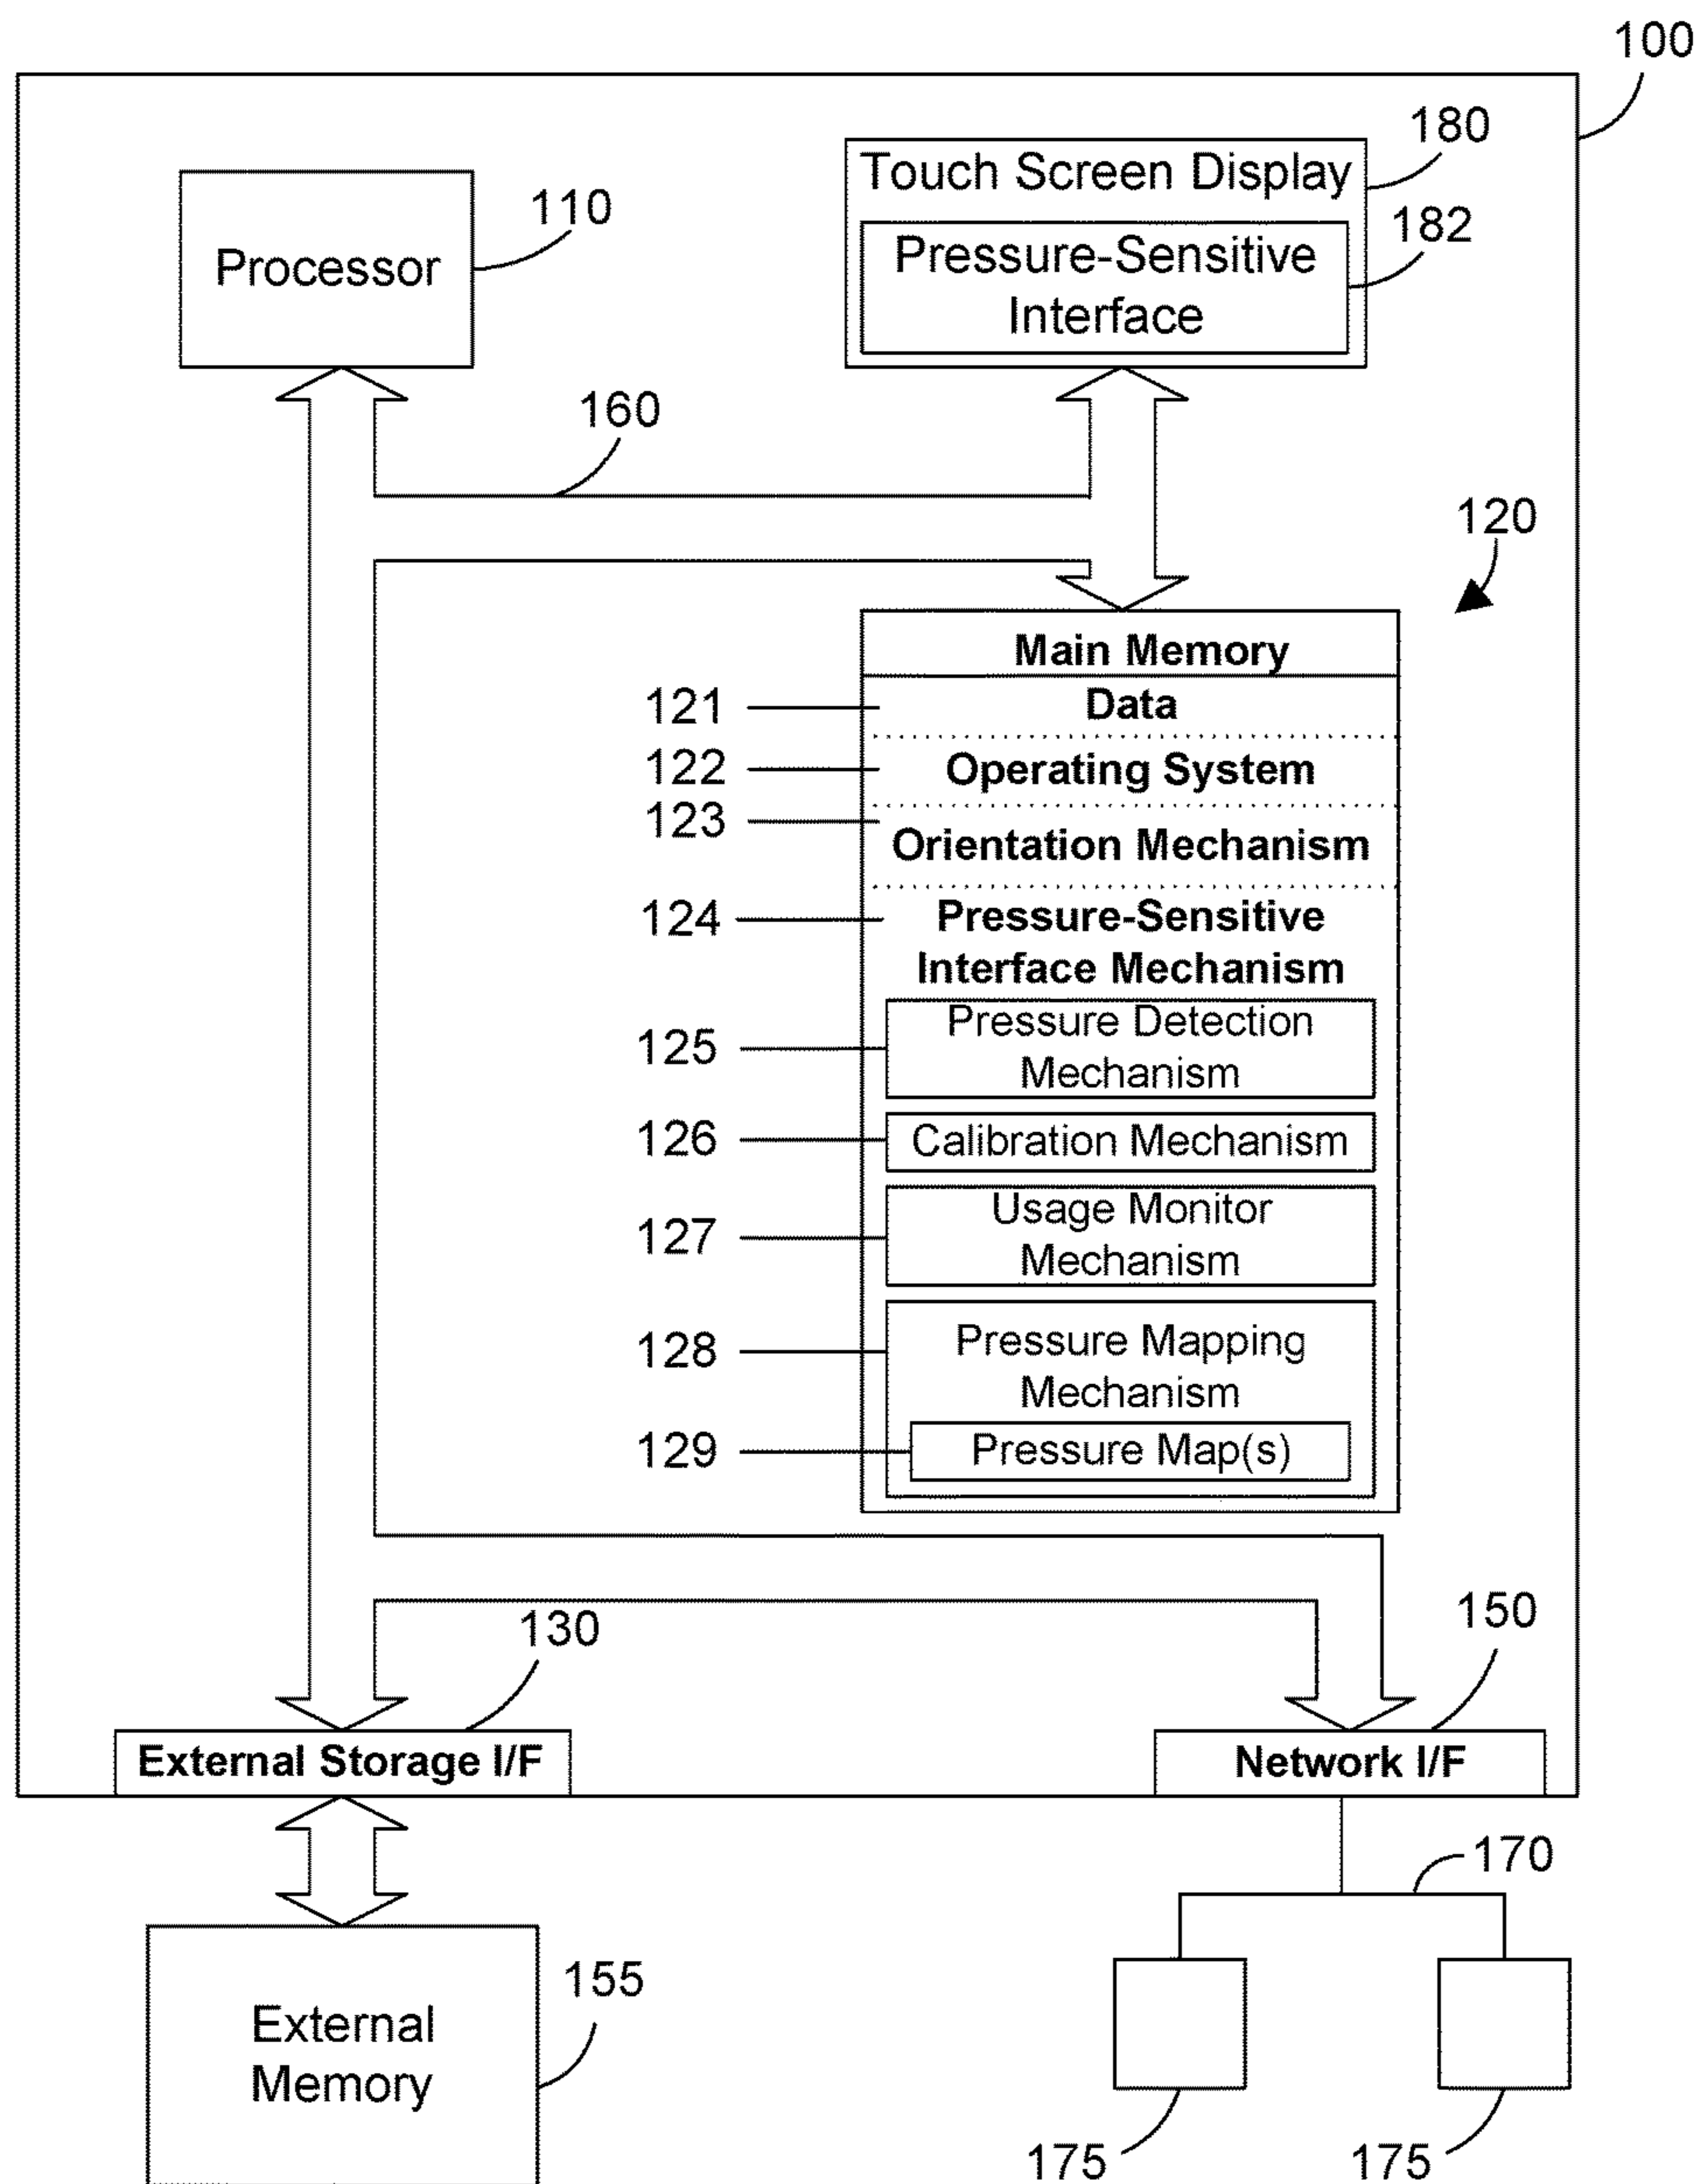 100
180
Touch Screen Display
110
182
Processor
Pressure-Sensitive
Interface
160
120
Main Memory
121
Data
122
Operating System
123
Orientation Mechanism
124
Pressure-Sensitive
Interface Mechanism
125
Pressure Detection
Mechanism
126
Calibration Mechanism
127
Usage Monitor
Mechanism
128
Pressure Mapping
Mechanism
129
Pressure Map(s)
130
150
External Storage I/F
Network I/F
170
155
External
Memory
175
175